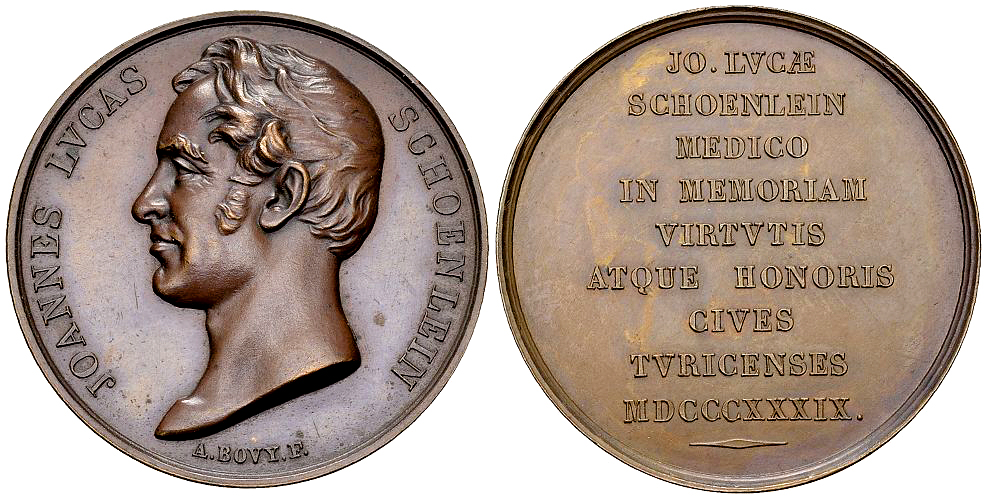 JOANNES LVCAS SCHOENLEIN
A. BOVY. F.
JO. LVCÆ
SCHOENLEIN
MEDICO
IN MEMORIAM
VIRTVTIS
ATQUE HONORIS
CIVES
TVRICENSES
MDCCCXXXIX.